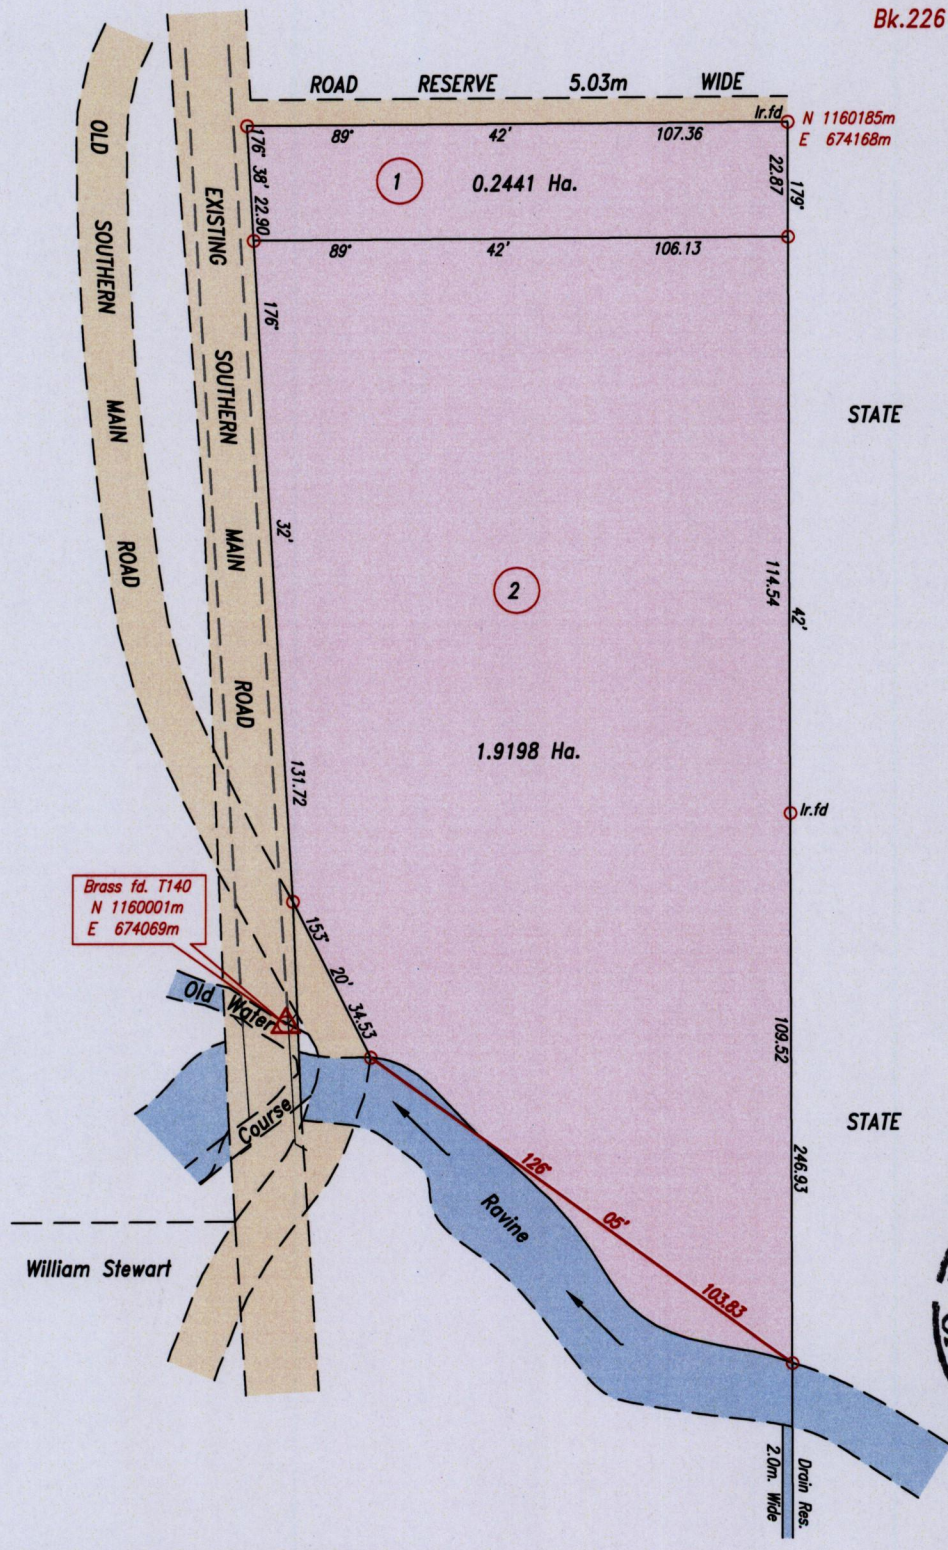 Bk.226
ROAD RESERVE 5.03m WIDE
Ir.fd
N 1160185m
E 674168m
89° 42' 107.36
176° 38' 22.90
22.87
179°
1
0.2441 Ha.
89° 42' 106.13
OLD SOUTHERN MAIN ROAD
EXISTING SOUTHERN MAIN ROAD
176° 32' 131.72
STATE
2
114.54
42'
1.9198 Ha.
Ir.fd
Brass fd. T140
N 1160001m
E 674069m
153° 20' 34.53
Old Water Course
109.52
STATE
126° 05' 103.83
246.93
Ravine
William Stewart
Drain Res.
2.0m. Wide